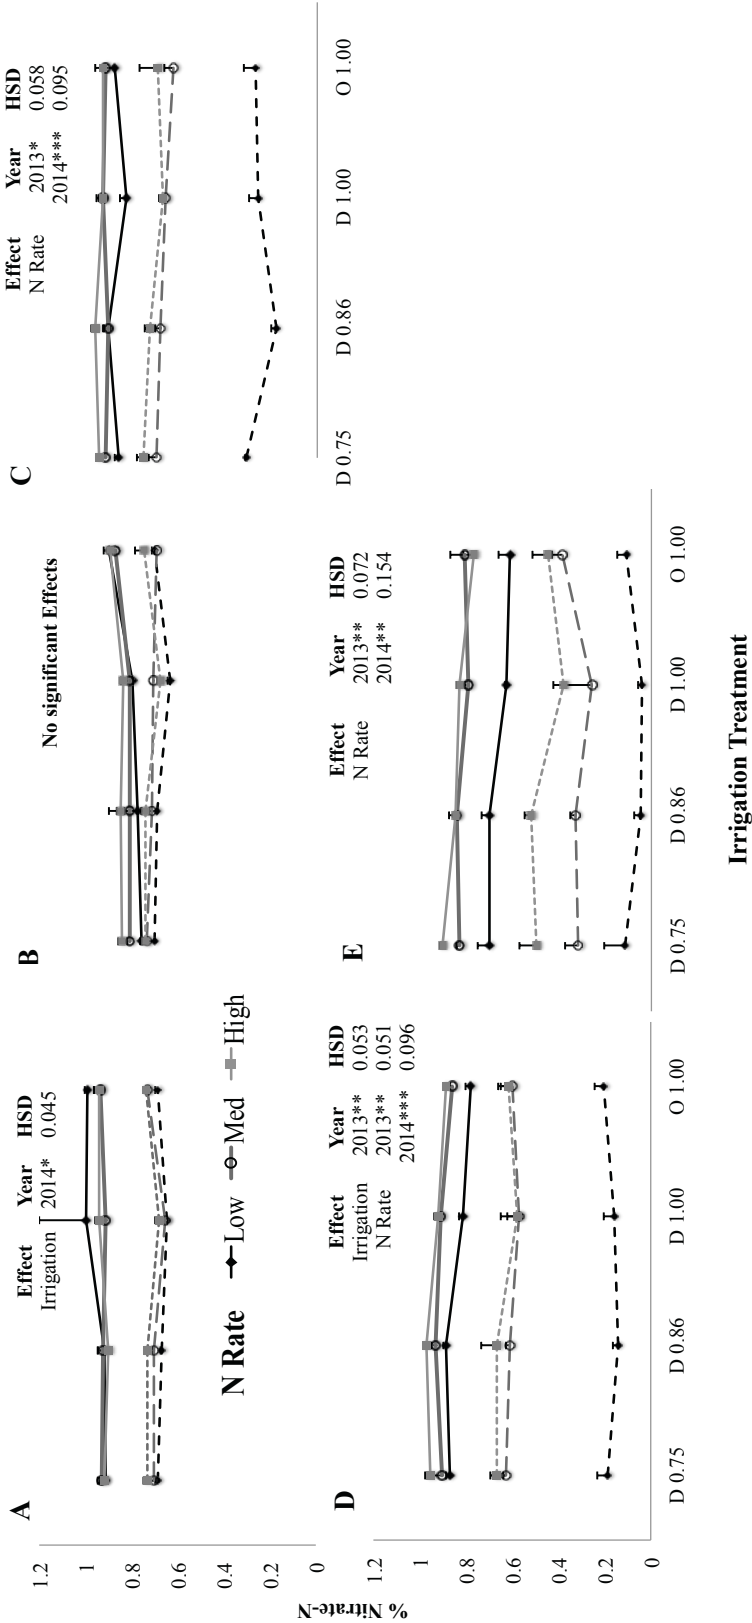 A
Effect Year HSD
Irrigation 2014* 0.045
N Rate Low Med High
B
No significant Effects
C
Effect Year HSD
N Rate 2013* 0.058
2014*** 0.095
D
Effect Year HSD
Irrigation 2013** 0.053
N Rate 2013** 0.051
2014*** 0.096
E
Effect Year HSD
N Rate 2013** 0.072
2014** 0.154
% Nitrate-N
1.2
1
0.8
0.6
0.4
0.2
0
1.2
1
0.8
0.6
0.4
0.2
0
D 0.75 D 0.86 D 1.00 O 1.00
D 0.75 D 0.86 D 1.00 O 1.00
D 0.75 D 0.86 D 1.00 O 1.00
Irrigation Treatment